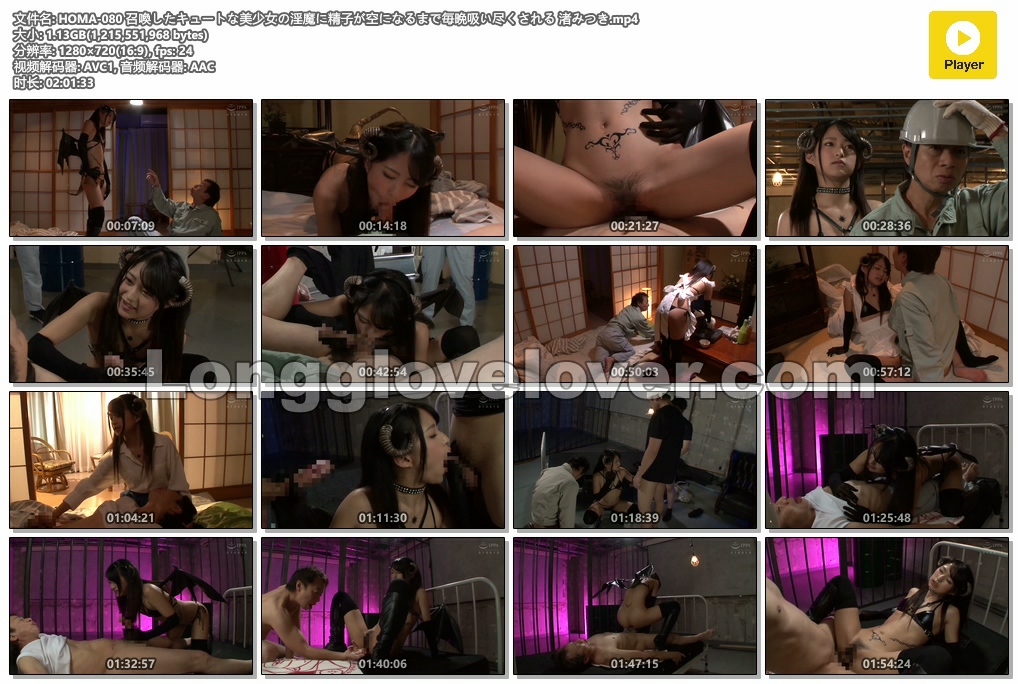 文件名: HOMA-080 召喚したキュートな美少女の淫魔に精子が空になるまで毎晩吸い尽くされる 渚みつき.mp4
大小: 1.13GB(1,215,551,968 bytes)
分辨率: 1280×720(16:9), fps: 24
视频解码器: AVC1, 音频解码器: AAC
时长: 02:01:33
Player
00:07:09
00:14:18
00:21:27
00:28:36
00:35:45
00:42:54
00:50:03
00:57:12
Longglovelover.com
01:04:21
01:11:30
01:18:39
01:25:48
01:32:57
01:40:06
01:47:15
01:54:24